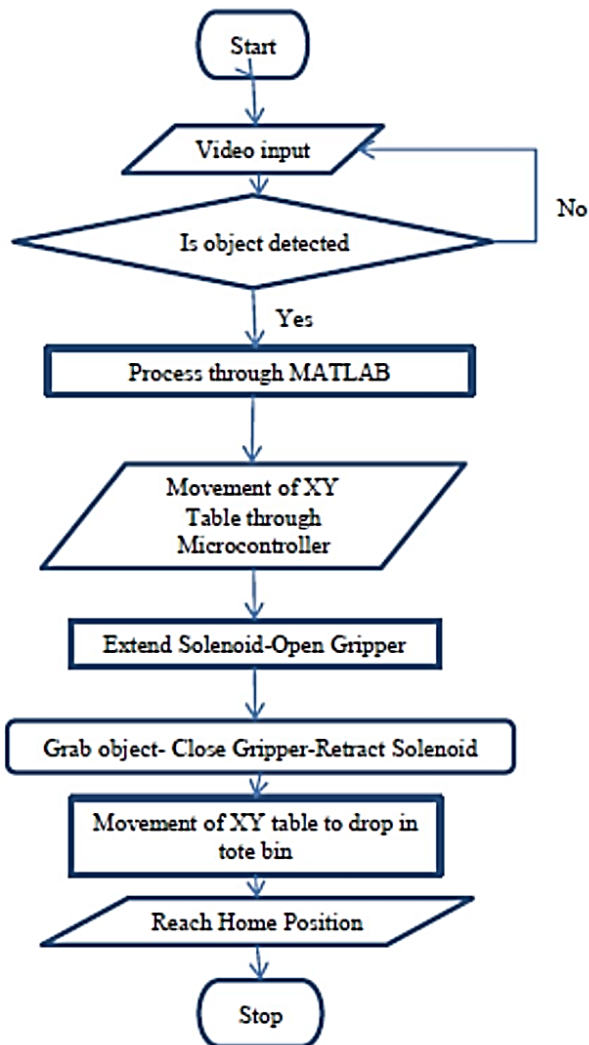 Start
Video input
No
Is object detected
Yes
Process through MATLAB
Movement of XY
Table through
Microcontroller
Extend Solenoid-Open Gripper
Grab object- Close Gripper-Retract Solenoid
Movement of XY table to drop in
tote bin
Reach Home Position
Stop